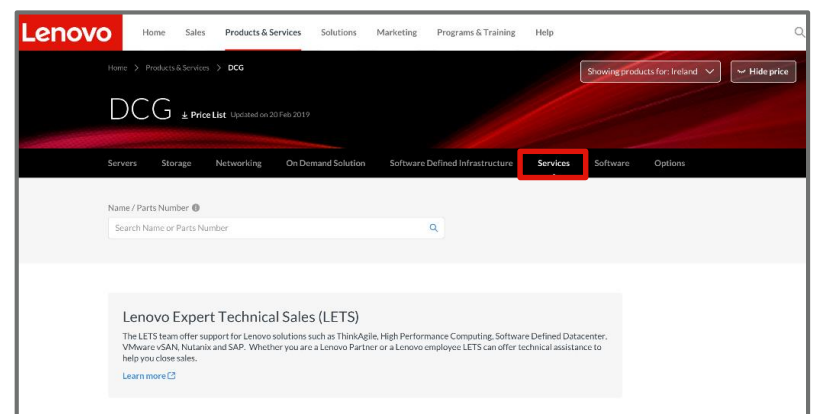 Lenovo Home Sales Products & Services Solutions Marketing Programs & Training Help
Home > Products & Services > DCG
Showing products for: Ireland Hide price
DCG Price List Updated on 20 Feb 2019
Servers Storage Networking On Demand Solution Software Defined Infrastructure Services Software Options
Name / Parts Number
Search Name or Parts Number
Lenovo Expert Technical Sales (LETS)
The LETS team offer support for Lenovo solutions such as ThinkAgile, High Performance Computing, Software Defined Datacenter,
VMware vSAN, Nutanix and SAP. Whether you are a Lenovo Partner or a Lenovo employee LETS can offer technical assistance to
help you close sales.
Learn more